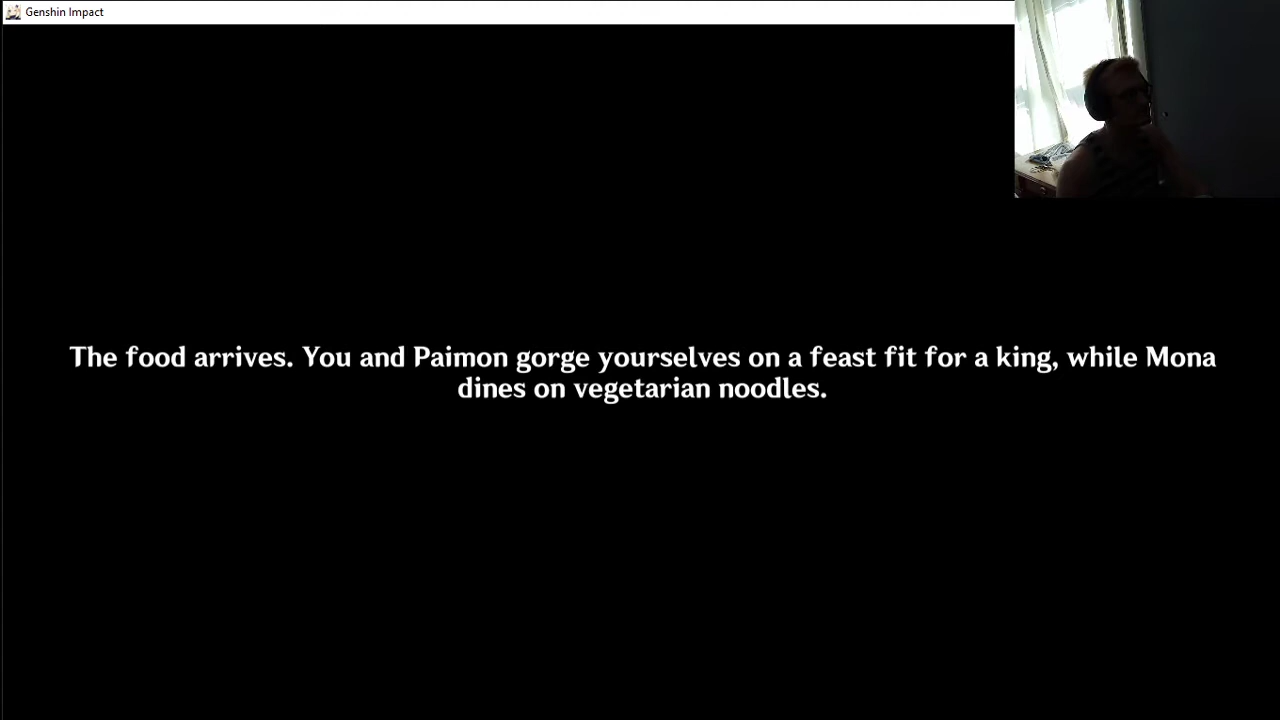 Genshin Impact
The food arrives. You and Paimon gorge yourselves on a feast fit for a king, while Mona
dines on vegetarian noodles.